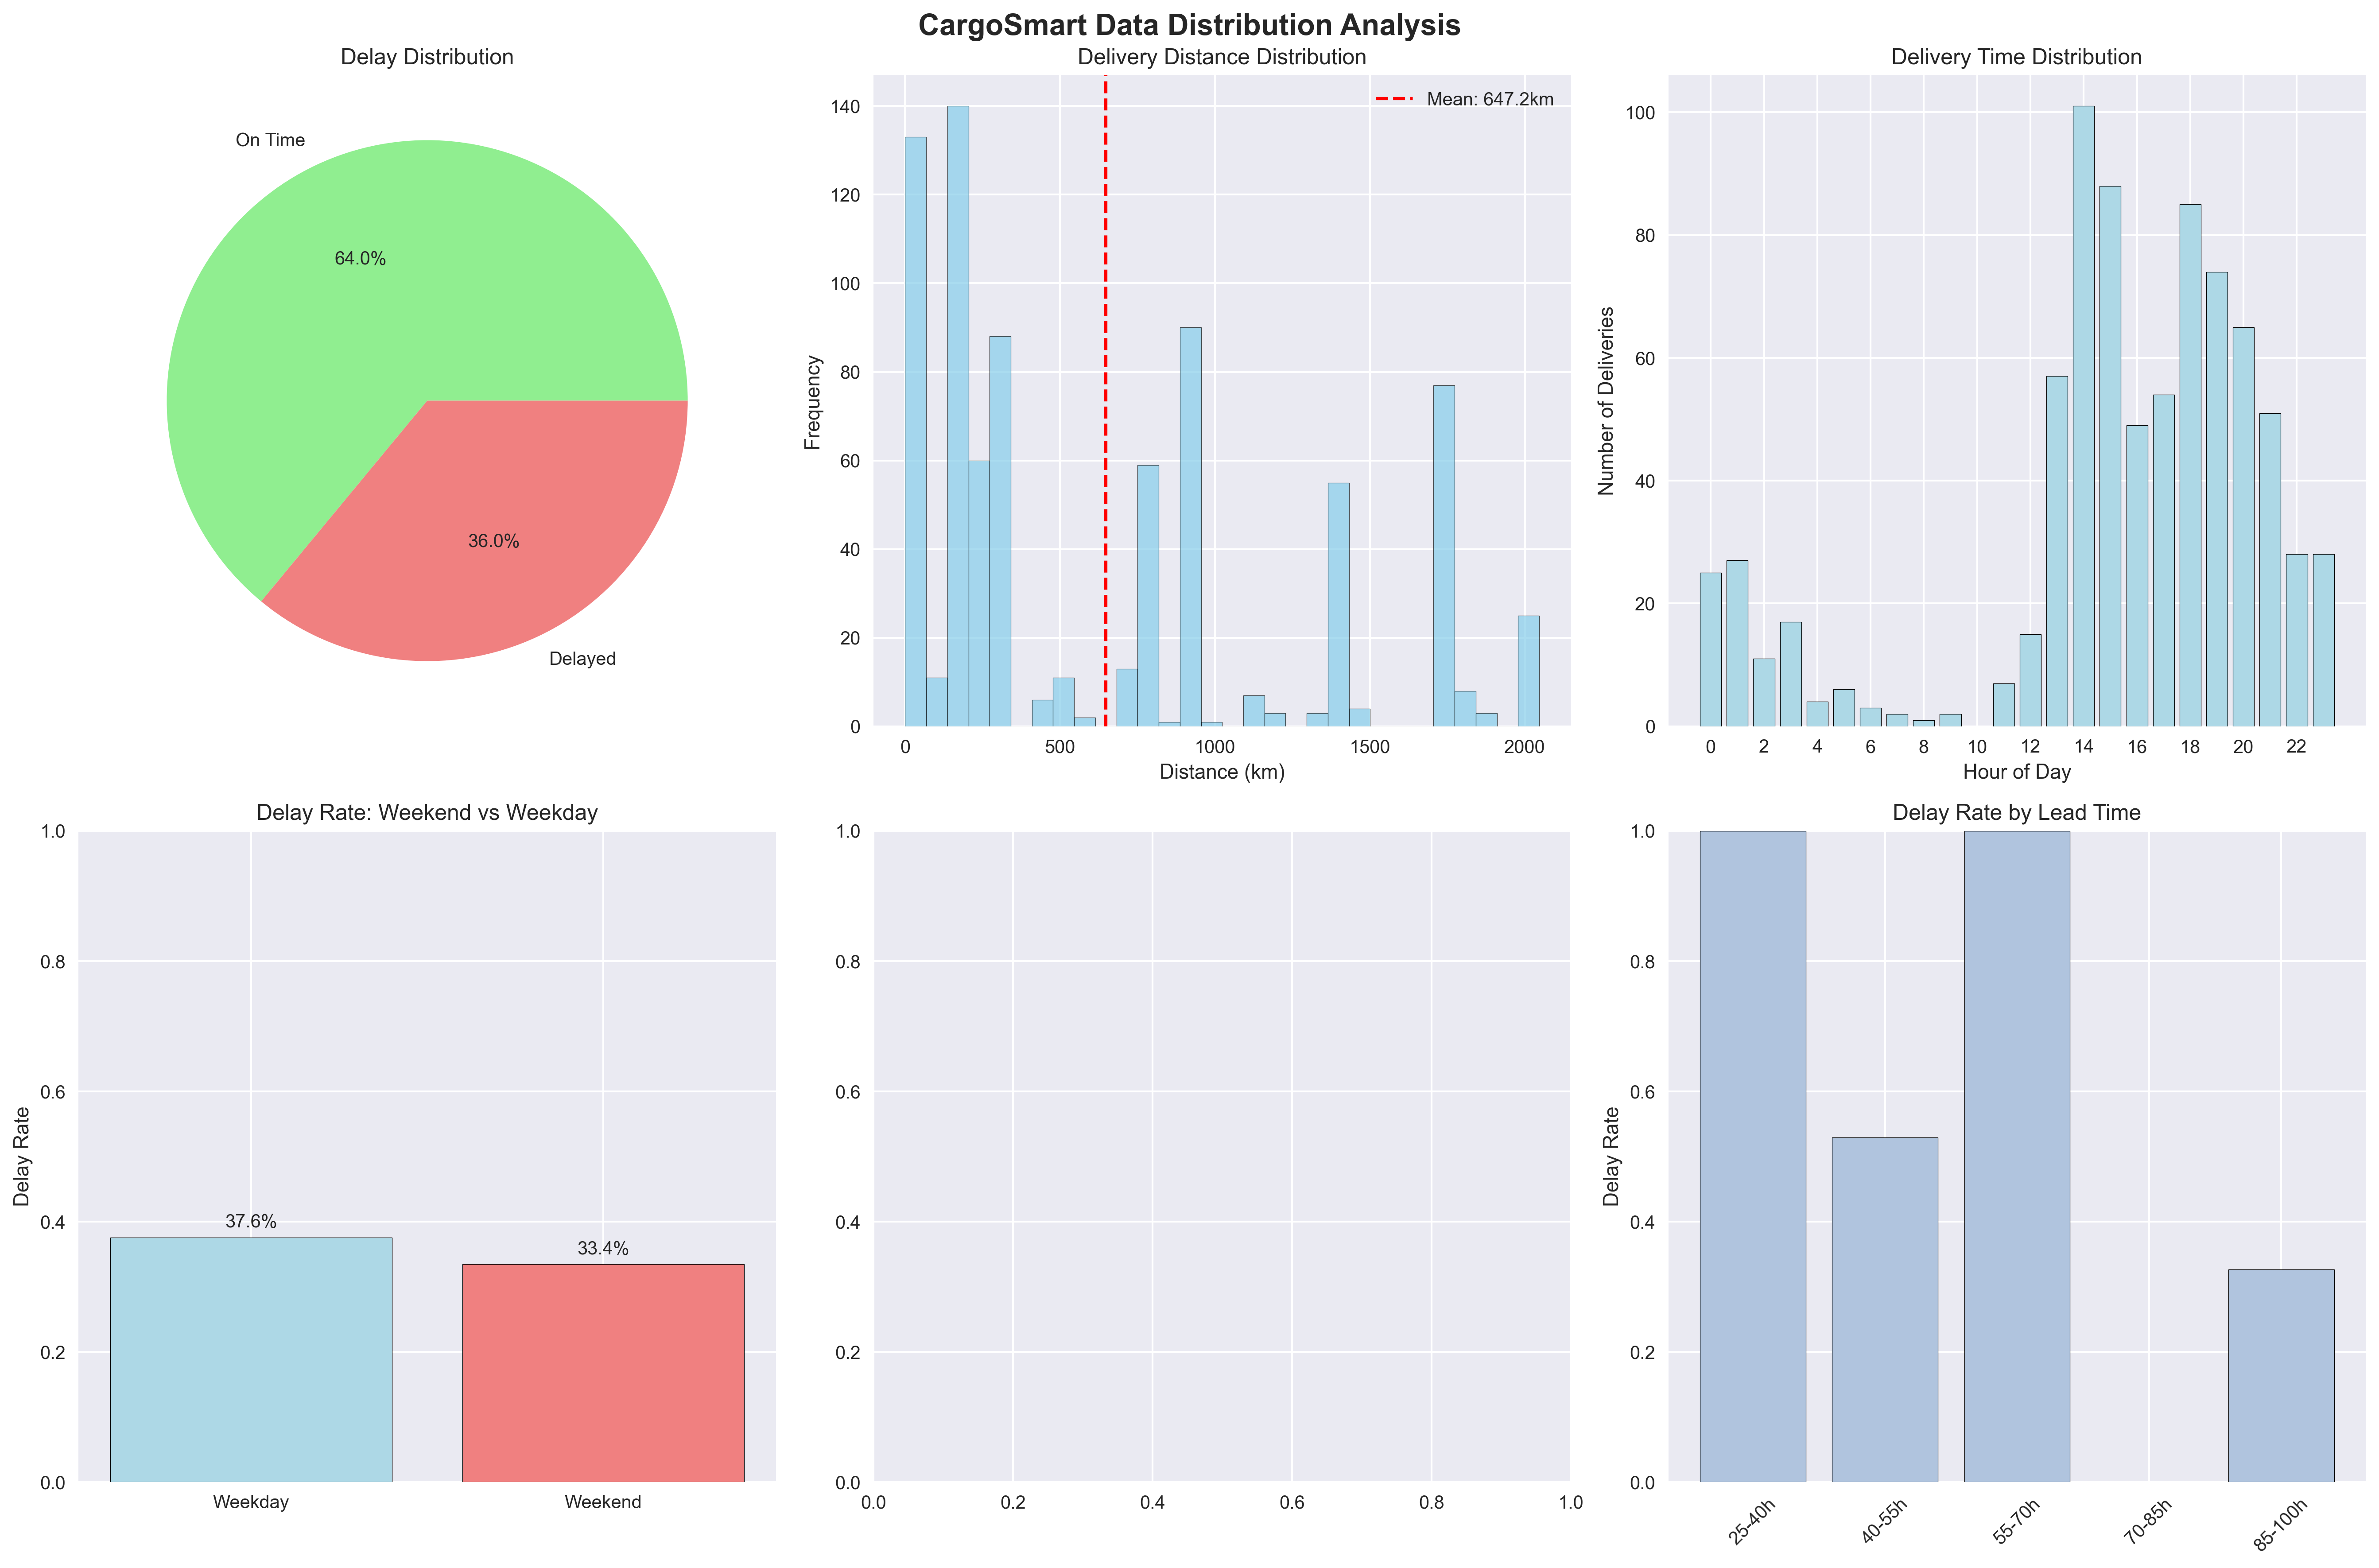 CargoSmart Data Distribution Analysis
Delay Distribution
On Time
64.0%
36.0%
Delayed
Delivery Distance Distribution
Mean: 647.2km
Frequency
140
120
100
80
60
40
20
0
0 500 1000 1500 2000
Distance (km)
Delivery Time Distribution
Number of Deliveries
100
80
60
40
20
0
0 2 4 6 8 10 12 14 16 18 20 22
Hour of Day
Delay Rate: Weekend vs Weekday
Delay Rate
1.0
0.8
0.6
0.4
0.2
0.0
37.6%
33.4%
Weekday Weekend
1.0
0.8
0.6
0.4
0.2
0.0
0.0 0.2 0.4 0.6 0.8 1.0
Delay Rate by Lead Time
Delay Rate
1.0
0.8
0.6
0.4
0.2
0.0
25-40h 40-55h 55-70h 70-85h 85-100h